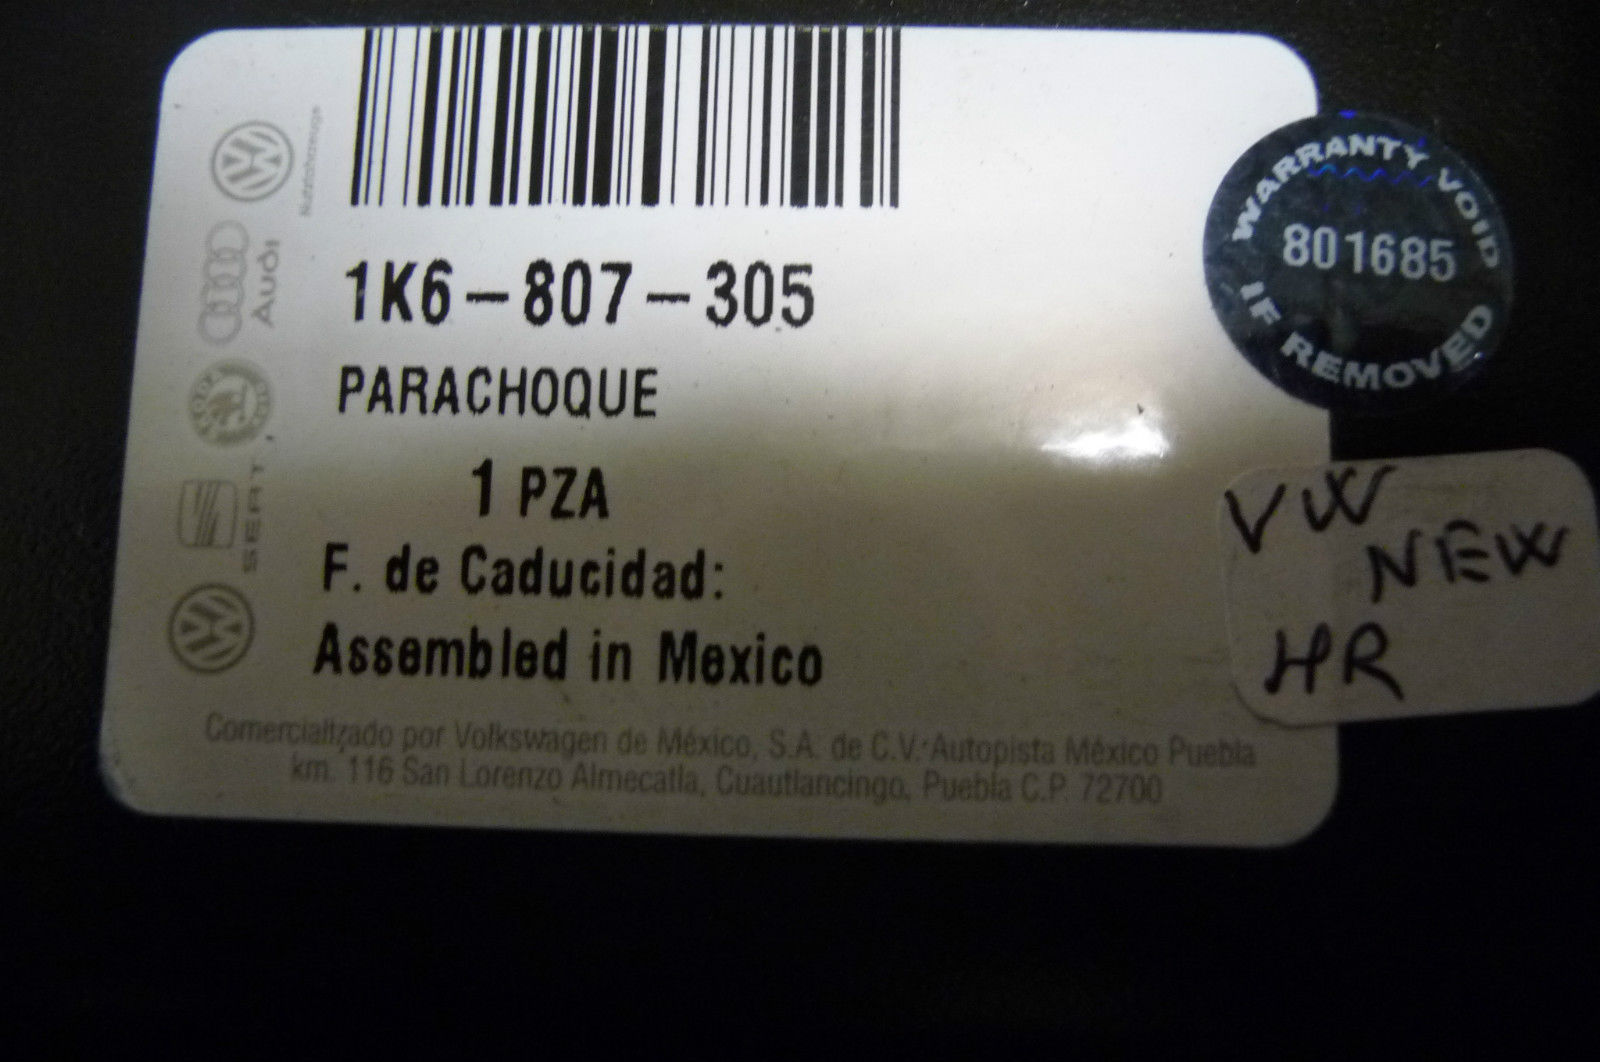 Nutzfahrzeuge
AUDI
SEAT
1K6-807-305
PARACHOQUE
1 PZA
F. de Caducidad:
Assembled in Mexico
Comercializado por Volkswagen de México, S.A. de C.V. Autopista México Puebla
km. 116 San Lorenzo Almecatla, Cuautlancingo, Puebla C.P. 72700
WARRANTY VOID
801685
IF REMOVED
VW
NEW
HR